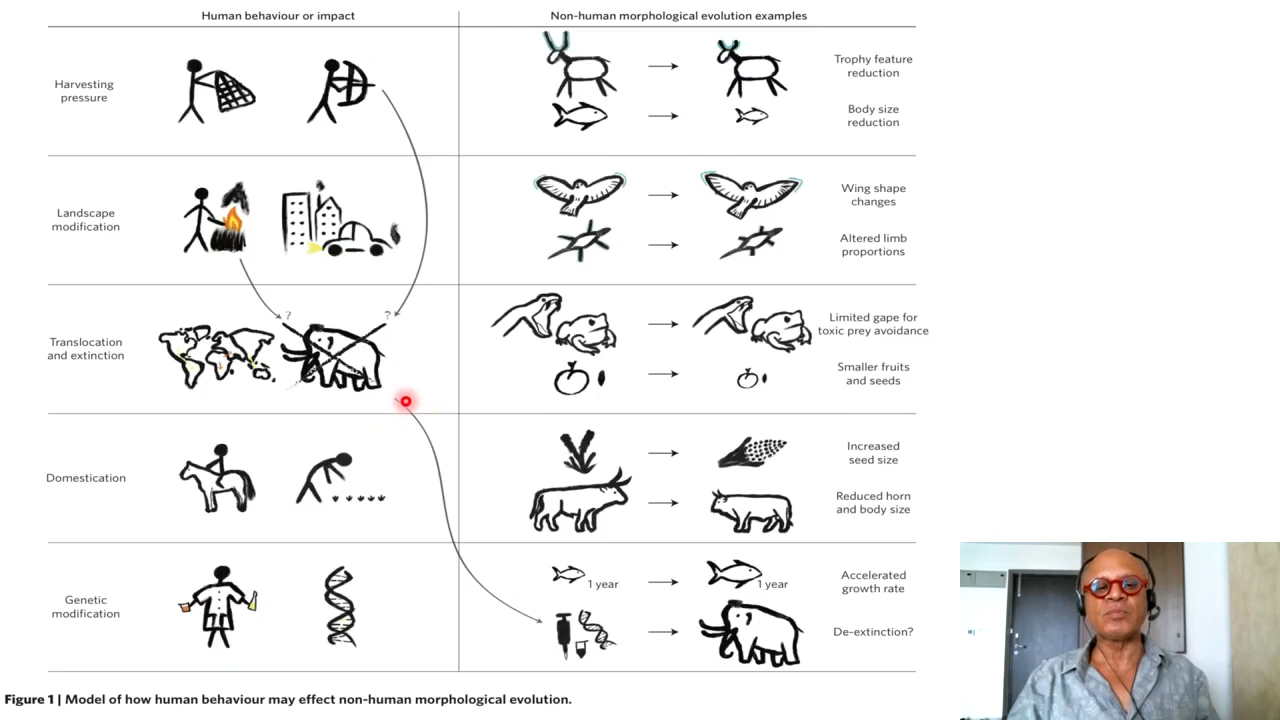 Human behaviour or impact
Non-human morphological evolution examples
Harvesting
pressure
Trophy feature
reduction
Body size
reduction
Landscape
modification
Wing shape
changes
Altered limb
proportions
Translocation
and extinction
?
?
Limited gape for
toxic prey avoidance
Smaller fruits
and seeds
Domestication
Increased
seed size
Reduced horn
and body size
Genetic
modification
1 year
1 year
Accelerated
growth rate
De-extinction?
Figure 1 | Model of how human behaviour may effect non-human morphological evolution.